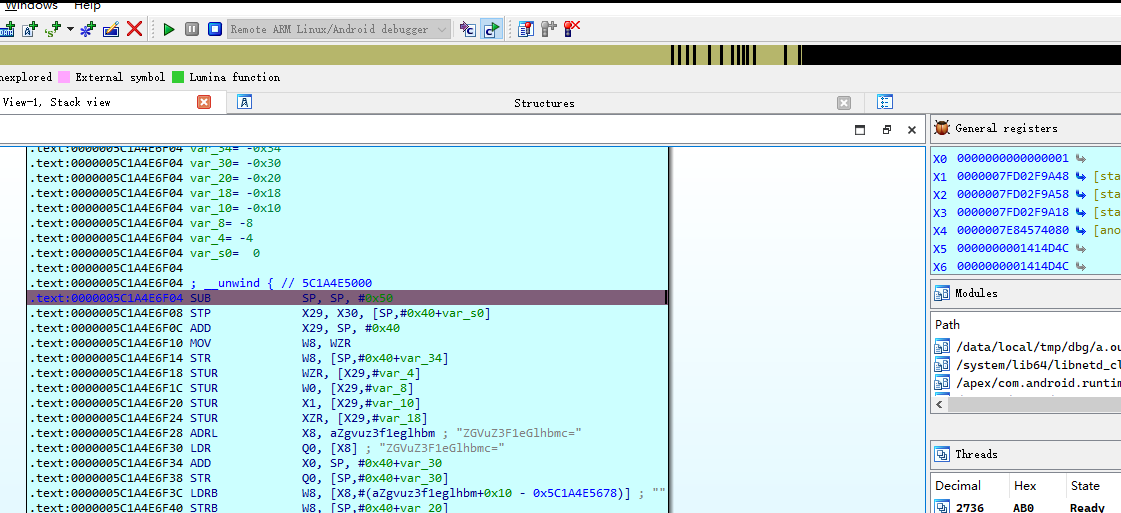 Windows Help
Remote ARM Linux/Android debugger
nexplored External symbol Lumina function
View-1, Stack view
Structures
General registers
.text:0000005C1A4E6F04 var_34= -0x34
.text:0000005C1A4E6F04 var_30= -0x30
.text:0000005C1A4E6F04 var_20= -0x20
.text:0000005C1A4E6F04 var_18= -0x18
.text:0000005C1A4E6F04 var_10= -0x10
.text:0000005C1A4E6F04 var_8= -8
.text:0000005C1A4E6F04 var_4= -4
.text:0000005C1A4E6F04 var_s0= 0
.text:0000005C1A4E6F04
.text:0000005C1A4E6F04 ; __unwind { // 5C1A4E5000
.text:0000005C1A4E6F04 SUB SP, SP, #0x50
.text:0000005C1A4E6F08 STP X29, X30, [SP,#0x40+var_s0]
.text:0000005C1A4E6F0C ADD X29, SP, #0x40
.text:0000005C1A4E6F10 MOV W8, WZR
.text:0000005C1A4E6F14 STR W8, [SP,#0x40+var_34]
.text:0000005C1A4E6F18 STUR WZR, [X29,#var_4]
.text:0000005C1A4E6F1C STUR W0, [X29,#var_8]
.text:0000005C1A4E6F20 STUR X1, [X29,#var_10]
.text:0000005C1A4E6F24 STUR XZR, [X29,#var_18]
.text:0000005C1A4E6F28 ADRL X8, aZgvuz3f1eglhbm ; "ZGVuZ3F1eGlhbmc="
.text:0000005C1A4E6F30 LDR Q0, [X8] ; "ZGVuZ3F1eGlhbmc="
.text:0000005C1A4E6F34 ADD X0, SP, #0x40+var_30
.text:0000005C1A4E6F38 STR Q0, [SP,#0x40+var_30]
.text:0000005C1A4E6F3C LDRB W8, [X8,#(aZgvuz3f1eglhbm+0x10 - 0x5C1A4E5678)] ; ""
.text:0000005C1A4E6F40 STRB W8, [SP,#0x40+var_20]
X0 0000000000000001
X1 0000007FD02F9A48 [sta
X2 0000007FD02F9A58 [sta
X3 0000007FD02F9A18 [sta
X4 0000007E84574080 [ano
X5 0000000001414D4C
X6 0000000001414D4C
Modules
Path
/data/local/tmp/dbg/a.ou
/system/lib64/libnetd_cl
/apex/com.android.runtim
Threads
Decimal Hex State
2736 AB0 Ready